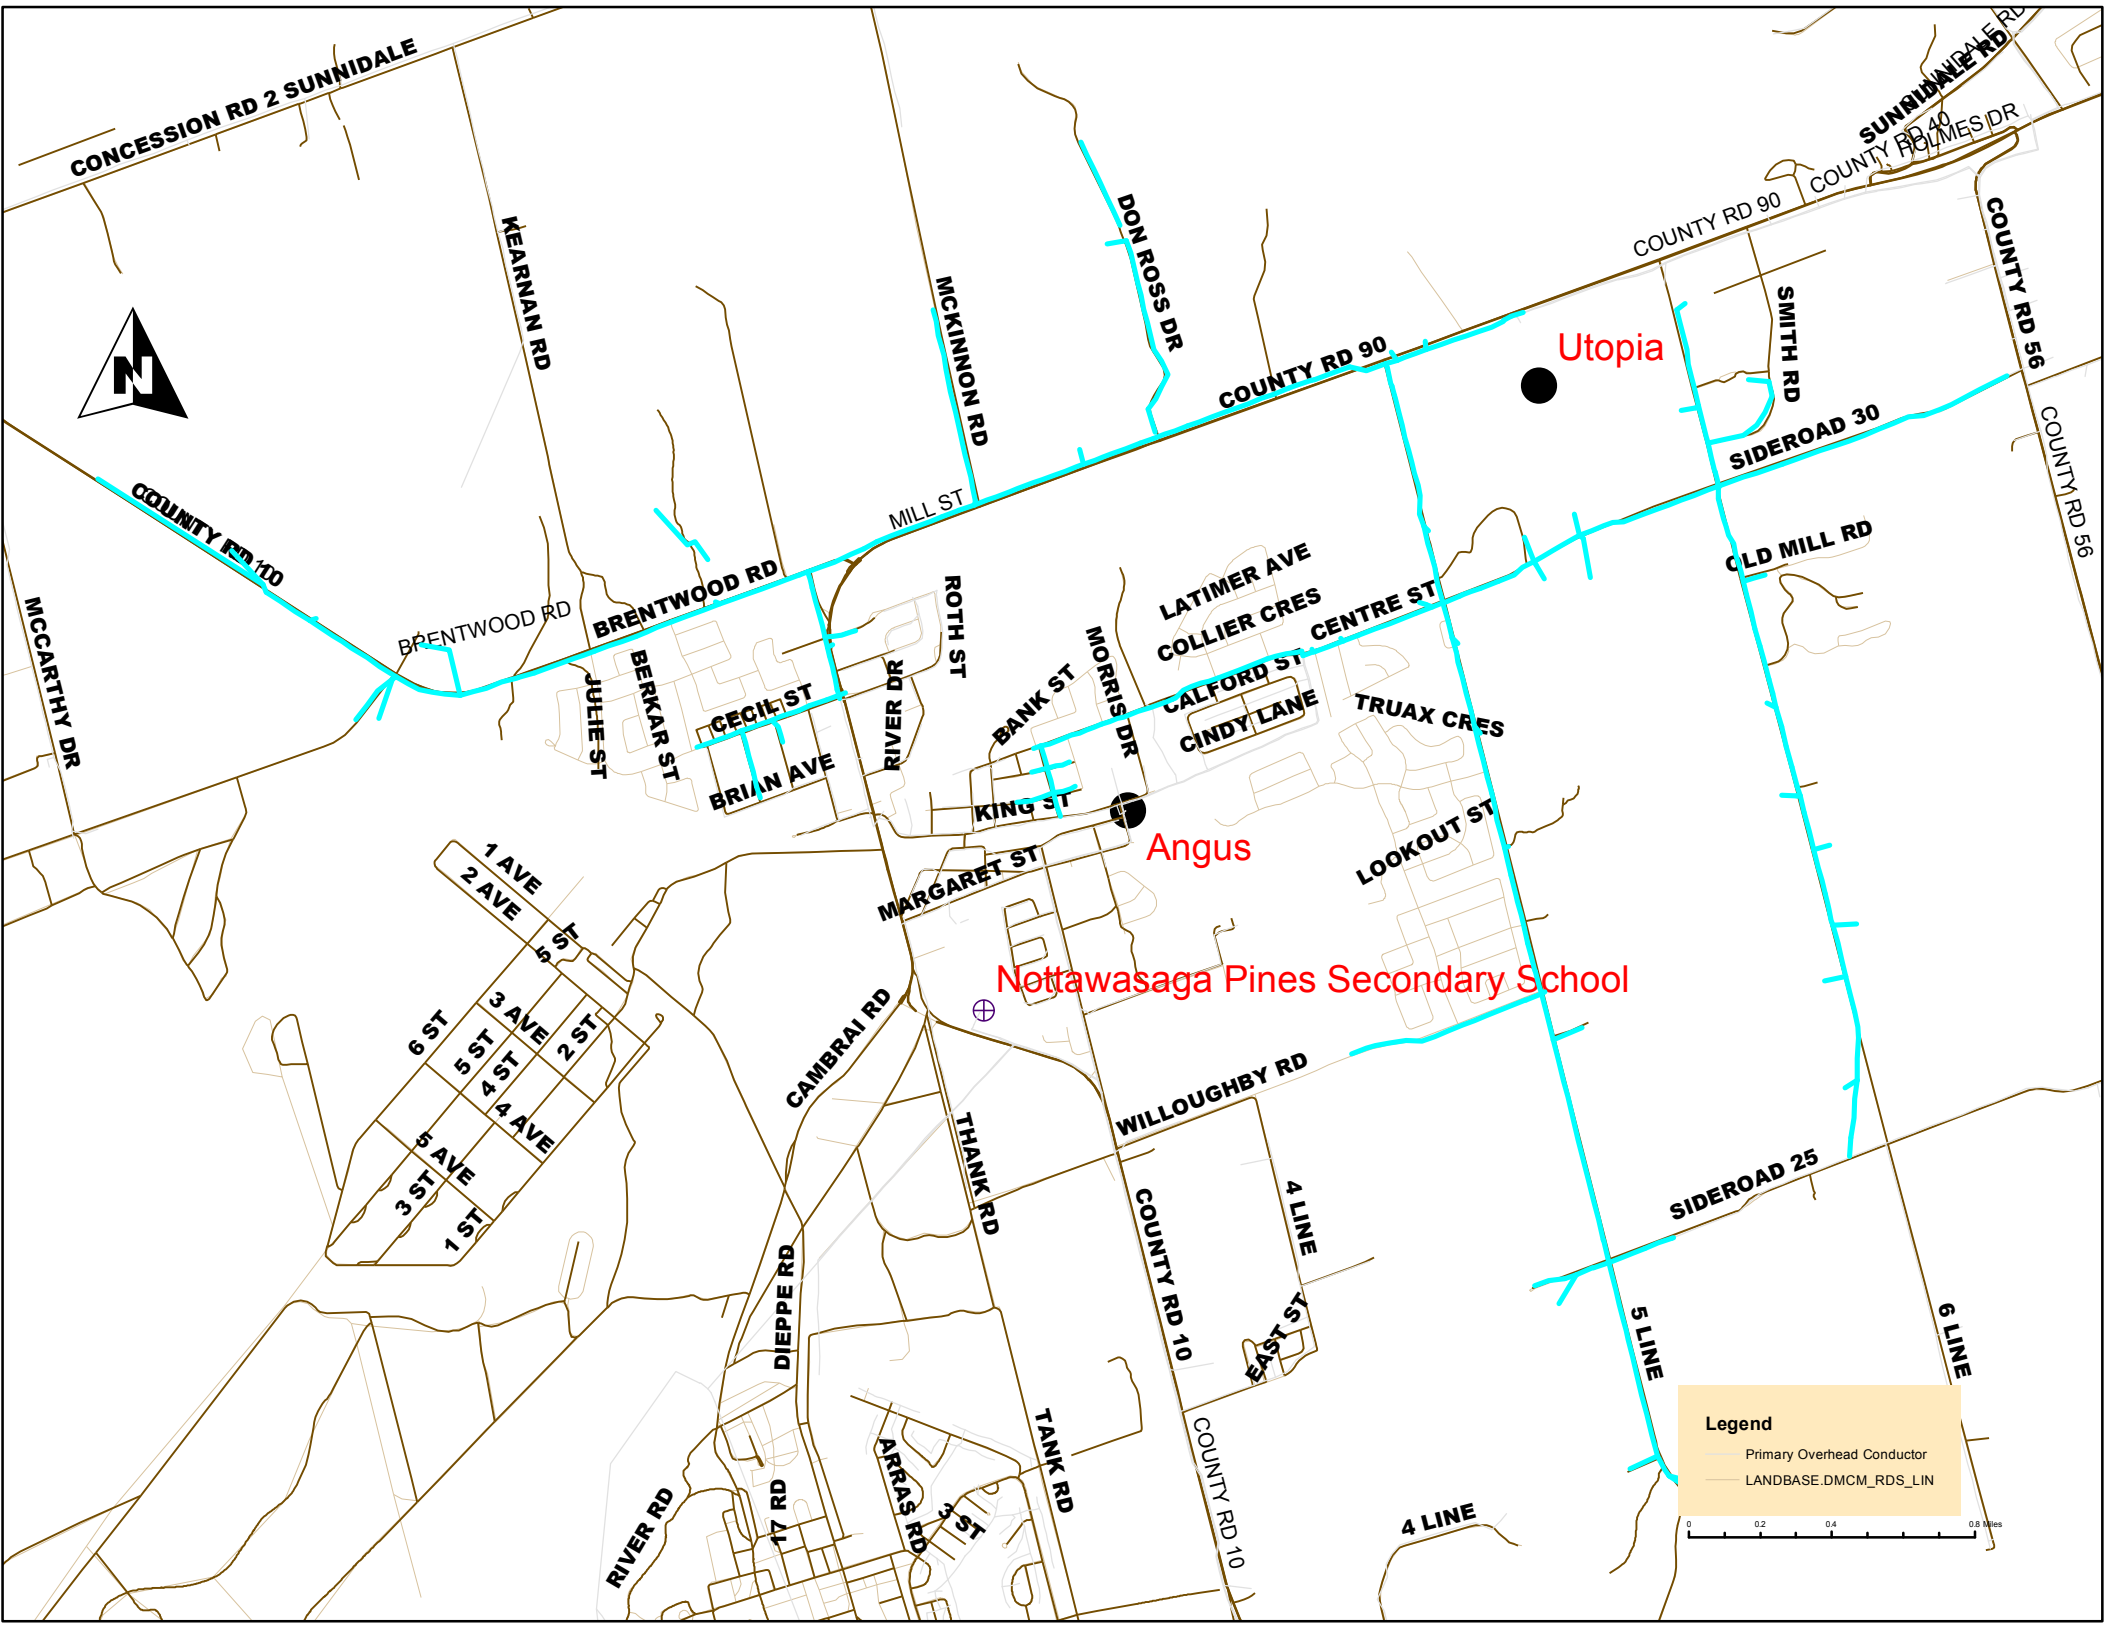 CONCESSION RD 2 SUNNIDALE
SUNNIDALE RD
SUNNIDALE RD
COUNTY RD 40
HOLMES DR
COUNTY RD 90
KEARNAN RD
MCKINNON RD
DON ROSS DR
COUNTY RD 56
SMITH RD
N
Utopia
COUNTY RD 90
SIDEROAD 30
COUNTY RD 56
COUNTY RD 10
MILL ST
OLD MILL RD
BRENTWOOD RD
BRENTWOOD RD
ROTH ST
LATIMER AVE
COLLIER CRES
CENTRE ST
MCCARTHY DR
JULIE ST
BERKAR ST
CECIL ST
RIVER DR
BANK ST
MORRIS DR
CALFORD ST
CINDY LANE
TRUAX CRES
BRIAN AVE
KING ST
Angus
LOOKOUT ST
MARGARET ST
1 AVE
2 AVE
5 ST
Nottawasaga Pines Secondary School
6 ST
3 AVE
5 ST
2 ST
4 ST
4 AVE
CAMBRAI RD
WILLOUGHBY RD
5 AVE
3 ST
1 ST
THANK RD
4 LINE
SIDEROAD 25
DIEPPE RD
COUNTY RD 10
EAST ST
5 LINE
6 LINE
Legend
Primary Overhead Conductor
LANDBASE.DMCM_RDS_LIN
0 0.2 0.4 0.8 Miles
TANK RD
ARRAS RD
COUNTY RD 10
17 RD
RIVER RD
3 ST
4 LINE